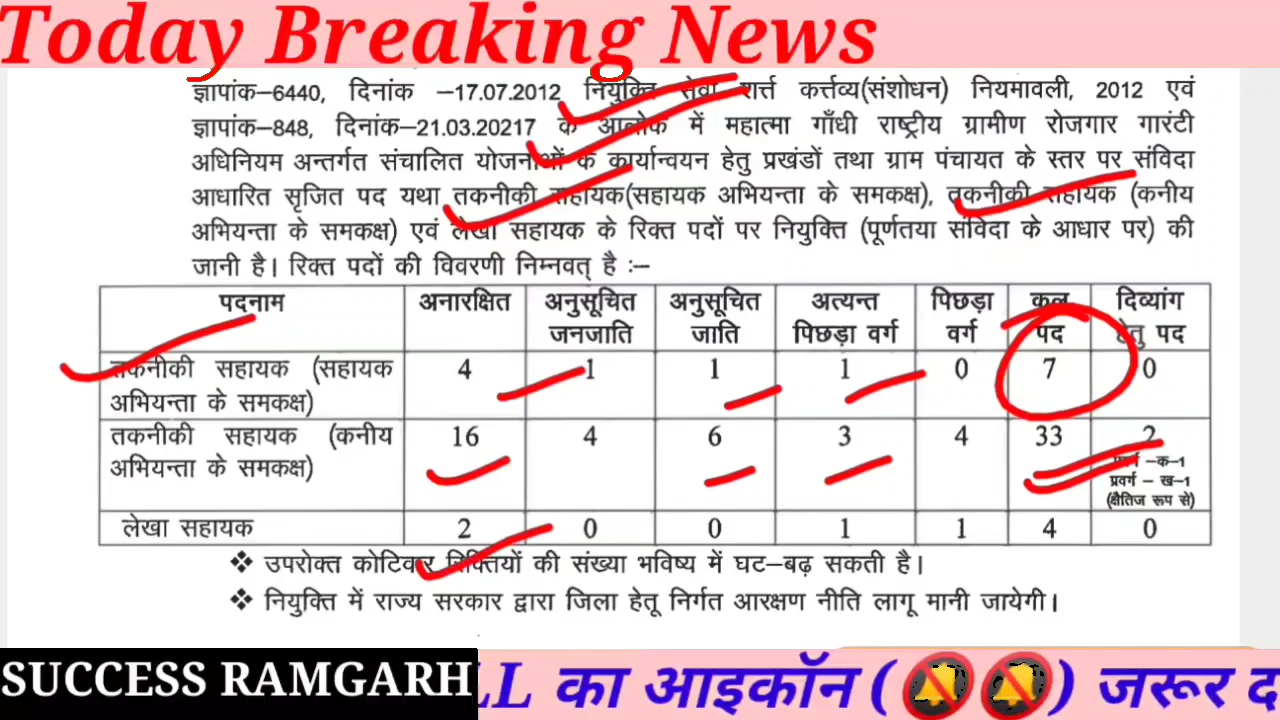 Today Breaking News
ज्ञापांक–6440, दिनांक –17.07.2012 नियुक्ति सेवा शर्त्त कर्त्तव्य(संशोधन) नियमावली, 2012 एवं
ज्ञापांक–848, दिनांक–21.03.20217 के आलोक में महात्मा गाँधी राष्ट्रीय ग्रामीण रोजगार गारंटी
अधिनियम अन्तर्गत संचालित योजनाओं के कार्यान्वयन हेतु प्रखंडों तथा ग्राम पंचायत के स्तर पर संविदा
आधारित सृजित पद यथा तकनीकी सहायक(सहायक अभियन्ता के समकक्ष), तकनीकी सहायक (कनीय
अभियन्ता के समकक्ष) एवं लेखा सहायक के रिक्त पदों पर नियुक्ति (पूर्णतया संविदा के आधार पर) की
जानी है। रिक्त पदों की विवरणी निम्नवत् है :–
पदनाम अनारक्षित अनुसूचित जनजाति अनुसूचित जाति अत्यन्त पिछड़ा वर्ग पिछड़ा वर्ग कुल पद दिव्यांग हेतु पद
तकनीकी सहायक (सहायक अभियन्ता के समकक्ष) 4 1 1 1 0 7 0
तकनीकी सहायक (कनीय अभियन्ता के समकक्ष) 16 4 6 3 4 33 2
प्रवर्ग –क–1
प्रवर्ग – ख–1
(क्षैतिज रूप से)
लेखा सहायक 2 0 0 1 1 4 0
❖ उपरोक्त कोटिवार रिक्तियों की संख्या भविष्य में घट–बढ़ सकती है।
❖ नियुक्ति में राज्य सरकार द्वारा जिला हेतू निर्गत आरक्षण नीति लागू मानी जायेगी।
SUCCESS RAMGARH LL का आइकॉन (🔔🔔) जरूर द